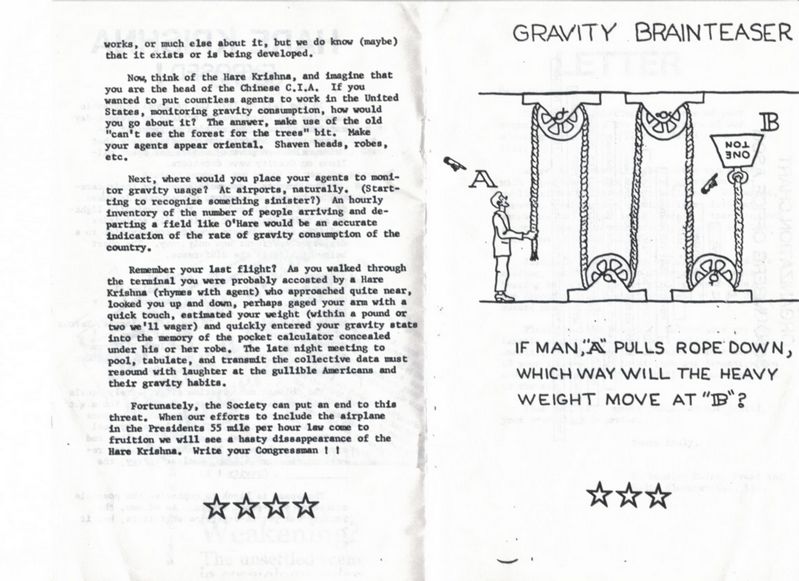 works, or much else about it, but we do know (maybe)
that it exists or is being developed.
Now, think of the Hare Krishna, and imagine that
you are the head of the Chinese C.I.A. If you
wanted to put countless agents to work in the United
States, monitoring gravity consumption, how would
you go about it? The answer, make use of the old
"can't see the forest for the trees" bit. Make
your agents appear oriental. Shaven heads, robes,
etc.
Next, where would you place your agents to moni-
tor gravity usage? At airports, naturally. (Start-
ting to recognize something sinister?) An hourly
inventory of the number of people arriving and de-
parting a field like O'Hare would be an accurate
indication of the rate of gravity consumption of the
country.
Remember your last flight? As you walked through
the terminal you were probably accosted by a Hare
Krishna (rhymes with agent) who approached quite near,
looked you up and down, perhaps gaged your arm with a
quick touch, estimated your weight (within a pound or
two we'll wager) and quickly entered your gravity stats
into the memory of the pocket calculator concealed
under his or her robe. The late night meeting to
pool, tabulate, and transmit the collective data must
resound with laughter at the gullible Americans and
their gravity habits.
Fortunately, the Society can put an end to this
threat. When our efforts to include the airplane
in the Presidents 55 mile per hour law come to
fruition we will see a hasty dissappearance of the
Hare Krishna. Write your Congressman ! !
Weakening?
The unsettled scene
GRAVITY BRAINTEASER
LETTER
B
ONE
TON
A
IF MAN,"A" PULLS ROPE DOWN,
WHICH WAY WILL THE HEAVY
WEIGHT MOVE AT "B"?